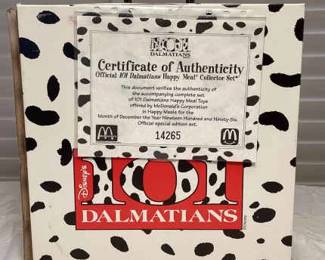 101
DALMATIANS
Certificate of Authenticity
Official 101 Dalmatians Happy Meal® Collector Set
This document verifies the authenticity of
the accompanying complete set
of 101 Dalmatians Happy Meal Toys
offered by McDonald's Corporation
in Happy Meals for the
Month of December the Year Nineteen Hundred and Ninety-Six
Official special edition set.
14265
Disney's
101
DALMATIANS